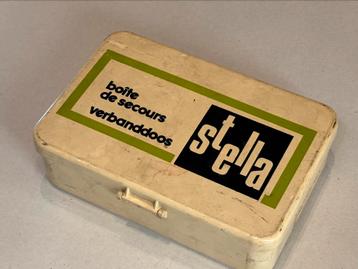 boîte
de secours
verbanddoos
stella